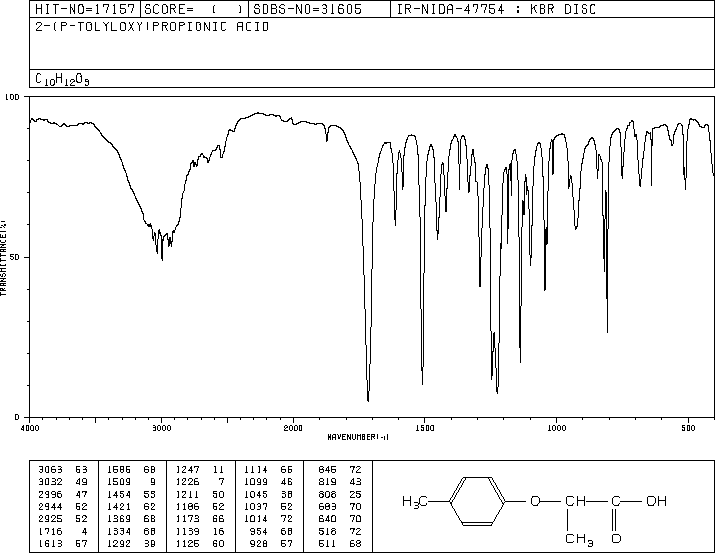 HIT-NO=17157 SCORE= ( ) SDBS-NO=31605 IR-NIDA-47754 : KBR DISC
2-(P-TOLYLOXY)PROPIONIC ACID
C10H12O3
100
50
0
TRANSMITTANCE(%)
4000 3000 2000 1500 1000 500
WAVENUMBER(-1)
3063 53 1586 68 1247 11 1114 66 845 72
3032 49 1509 9 1226 7 1099 46 819 43
2996 47 1454 55 1211 50 1045 38 808 25
2944 52 1421 62 1186 52 1037 52 683 70
2925 52 1369 68 1173 66 1014 72 640 70
1716 4 1334 68 1139 16 954 68 518 72
1613 57 1292 39 1125 60 928 57 511 68
H3C O CH C OH
CH3 O